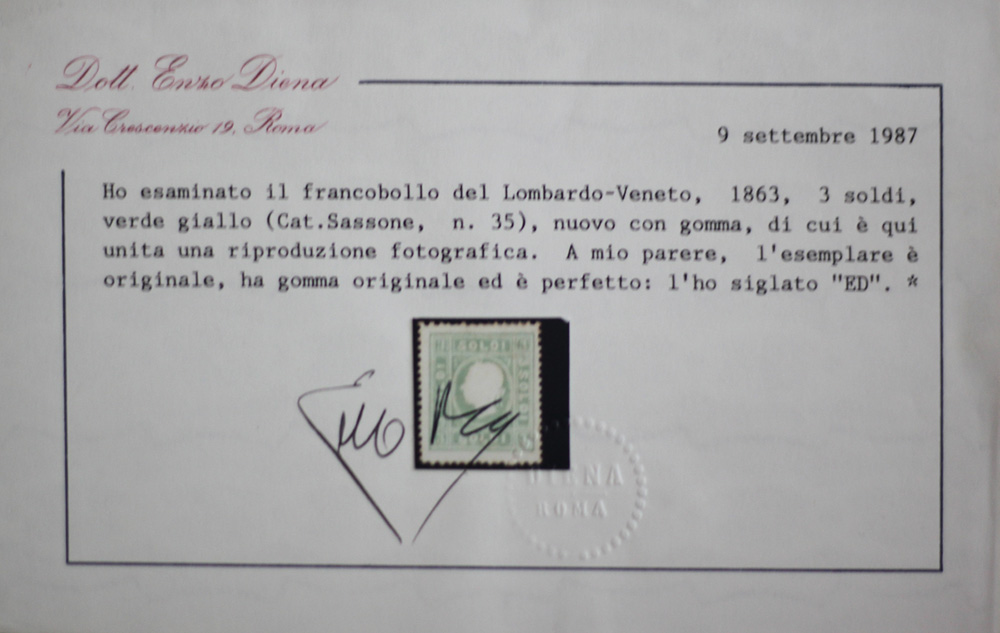 Dott. Enzo Diena
Via Crescenzio 19, Roma
9 settembre 1987
Ho esaminato il francobollo del Lombardo-Veneto, 1863, 3 soldi,
verde giallo (Cat.Sassone, n. 35), nuovo con gomma, di cui è qui
unita una riproduzione fotografica. A mio parere, l'esemplare è
originale, ha gomma originale ed è perfetto: l'ho siglato "ED". *
SOLDI
DIENA
ROMA